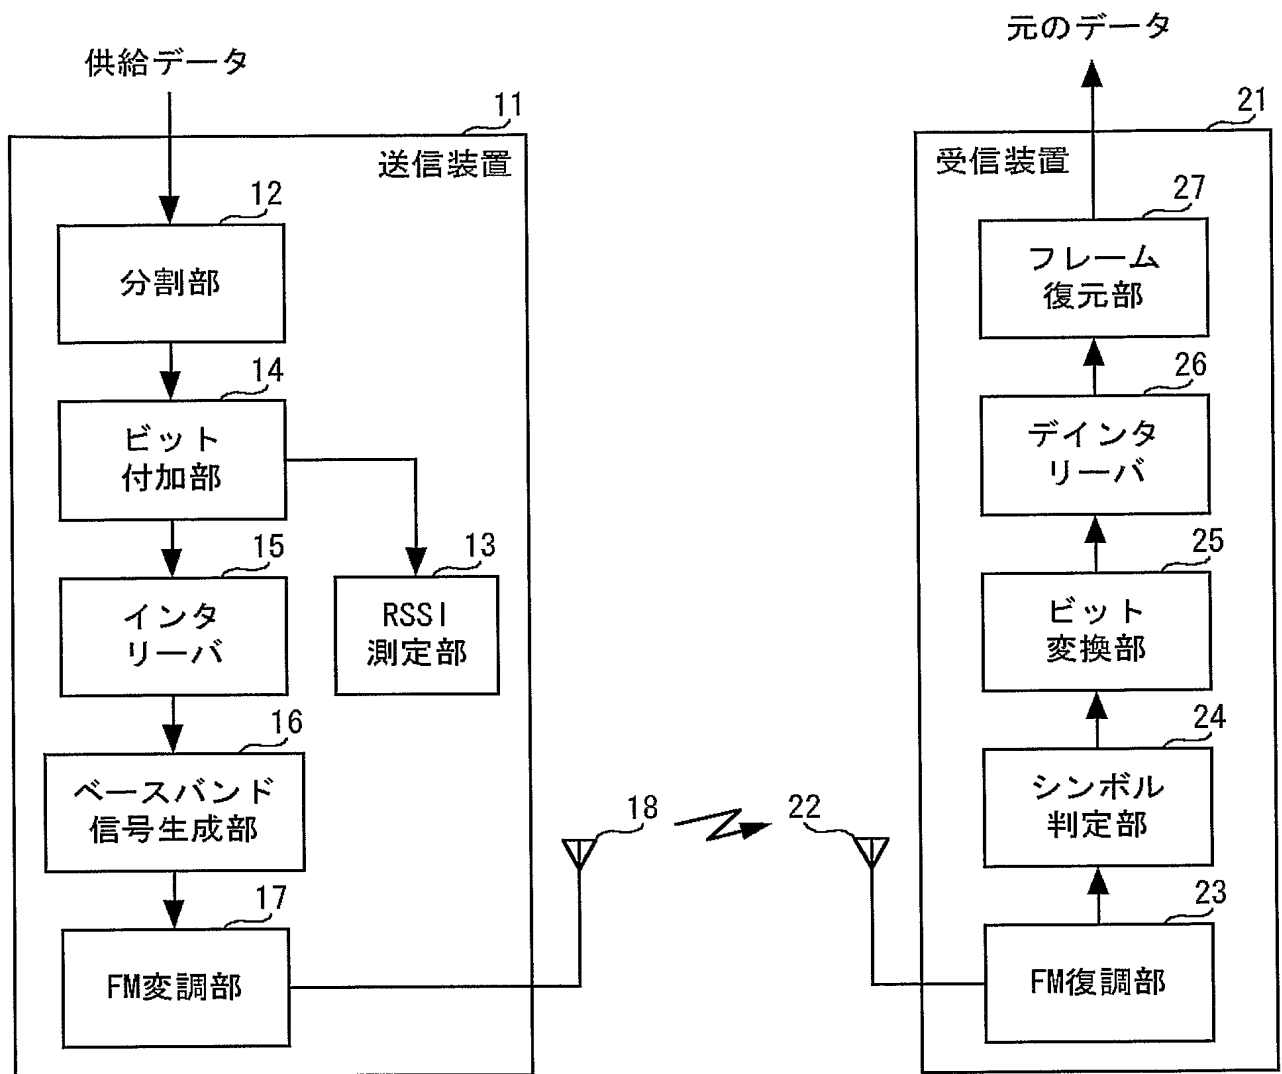 供給データ
11
送信装置
12
分割部
14
ビット
付加部
15
インタ
リーバ
13
RSSI
測定部
16
ベースバンド
信号生成部
17
FM変調部
18
元のデータ
21
受信装置
27
フレーム
復元部
26
デインタ
リーバ
25
ビット
変換部
24
シンボル
判定部
22
23
FM復調部